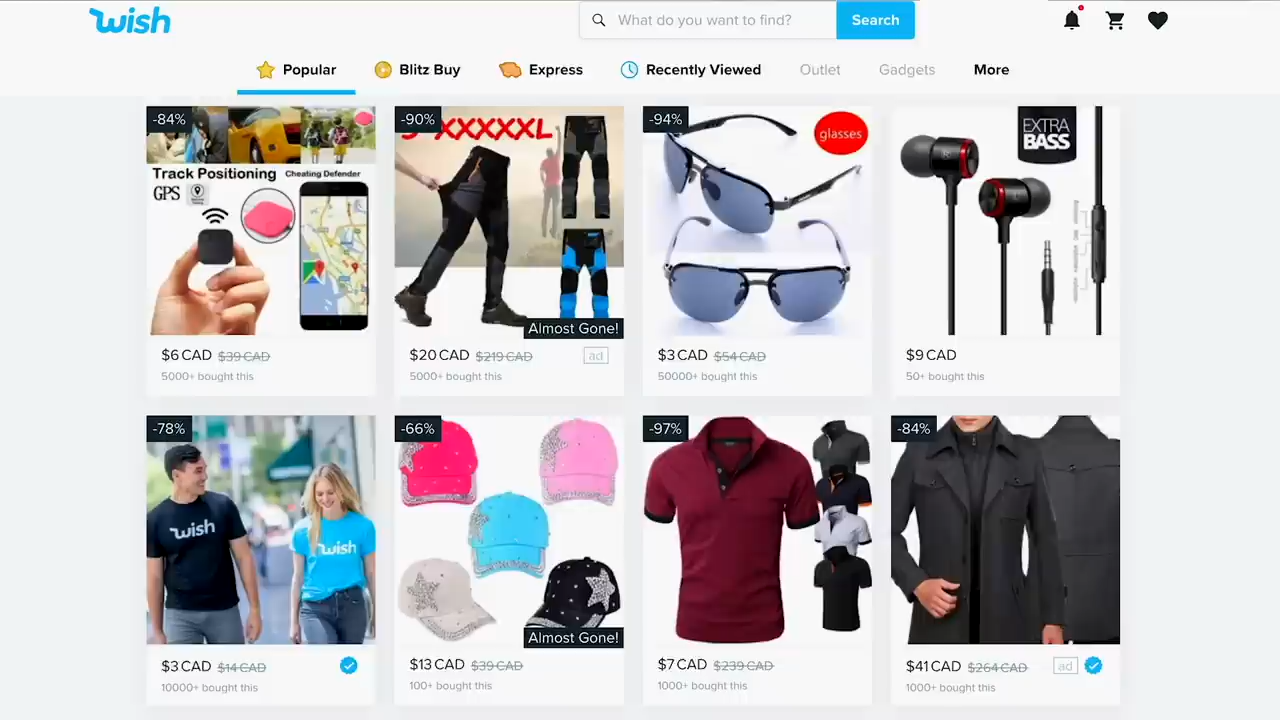 wish
What do you want to find?
Search
Popular
Blitz Buy
Express
Recently Viewed
Outlet
Gadgets
More
-84%
Track Positioning
Cheating Defender
GPS
$6 CAD $39 CAD
5000+ bought this
-90%
XXXXXL
Almost Gone!
$20 CAD $219 CAD
ad
5000+ bought this
-94%
glasses
$3 CAD $54 CAD
50000+ bought this
EXTRA
BASS
$9 CAD
50+ bought this
-78%
wish
wish
$3 CAD $14 CAD
10000+ bought this
-66%
Almost Gone!
$13 CAD $39 CAD
100+ bought this
-97%
$7 CAD $239 CAD
1000+ bought this
-84%
$41 CAD $264 CAD
ad
1000+ bought this